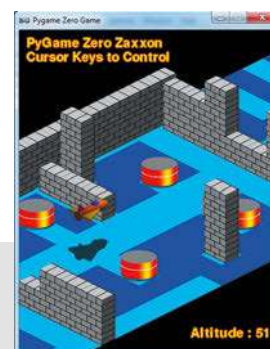 Pygame Zero Game
PyGame Zero Zaxxon
Cursor Keys to Control
Altitude : 51